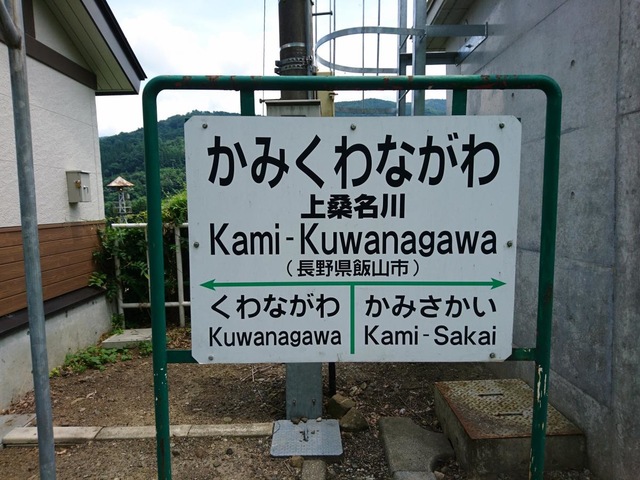 かみくわながわ
上桑名川
Kami-Kuwanagawa
(長野県飯山市)
くわながわ かみさかい
Kuwanagawa Kami-Sakai